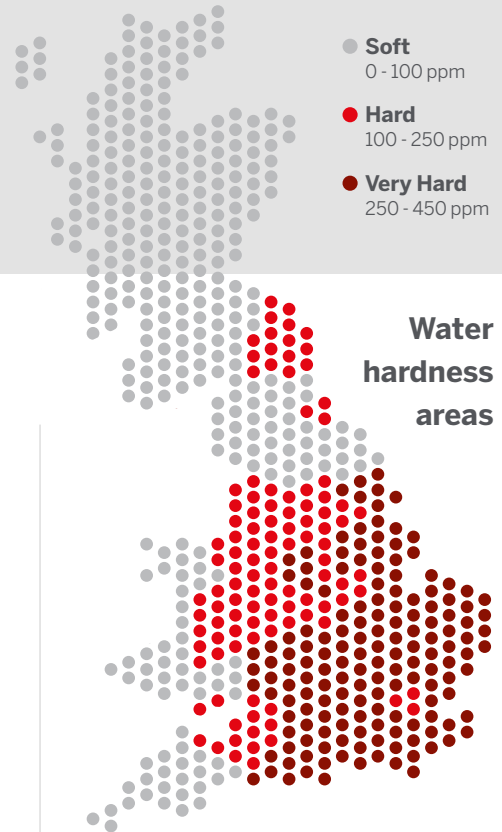 Soft
0 - 100 ppm
Hard
100 - 250 ppm
Very Hard
250 - 450 ppm
Water
hardness
areas